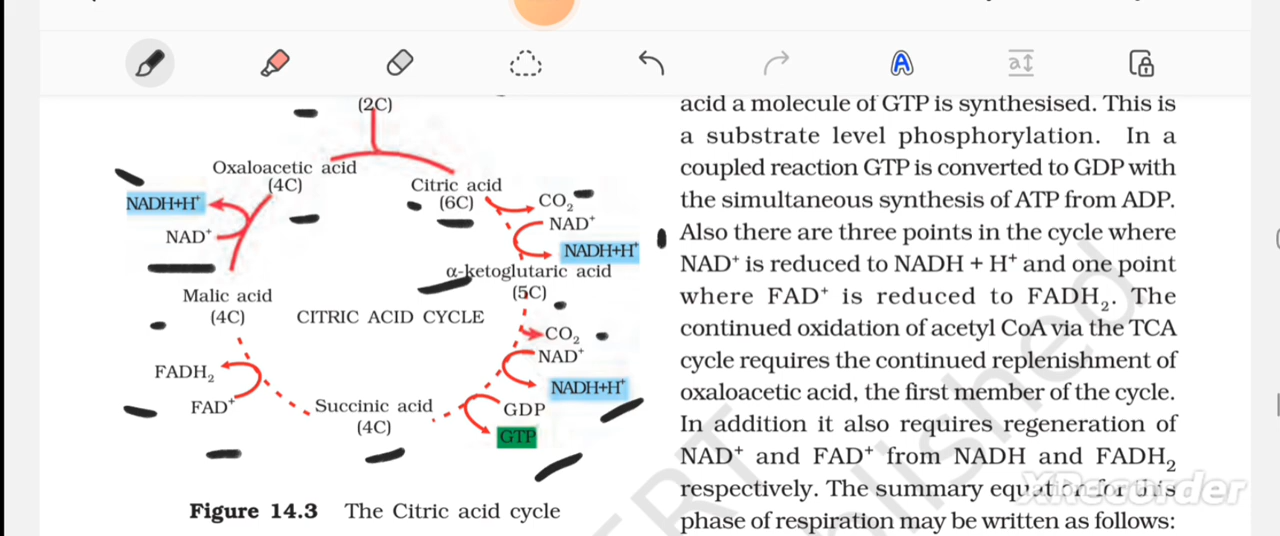 (2C)
Oxaloacetic acid
(4C)
Citric acid
(6C)
CO₂
NADH+H⁺
NAD⁺
NAD⁺
NADH+H⁺
α-ketoglutaric acid
(5C)
Malic acid
(4C)
CITRIC ACID CYCLE
CO₂
NAD⁺
FADH₂
NADH+H⁺
FAD⁺
Succinic acid
(4C)
GDP
GTP
Figure 14.3 The Citric acid cycle
acid a molecule of GTP is synthesised. This is
a substrate level phosphorylation. In a
coupled reaction GTP is converted to GDP with
the simultaneous synthesis of ATP from ADP.
Also there are three points in the cycle where
NAD⁺ is reduced to NADH + H⁺ and one point
where FAD⁺ is reduced to FADH₂. The
continued oxidation of acetyl CoA via the TCA
cycle requires the continued replenishment of
oxaloacetic acid, the first member of the cycle.
In addition it also requires regeneration of
NAD⁺ and FAD⁺ from NADH and FADH₂
respectively. The summary equation for this
phase of respiration may be written as follows:
XRecorder